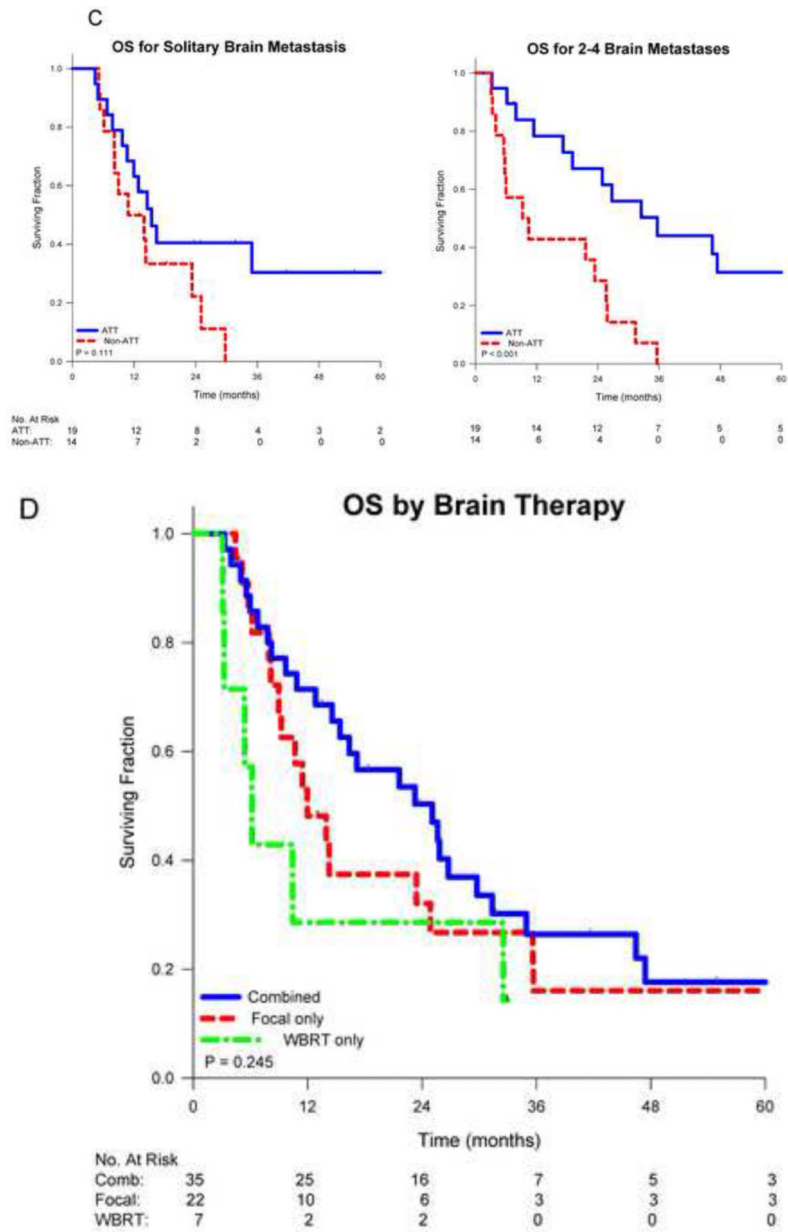 C
OS for Solitary Brain Metastasis
1.0
0.8
0.6
0.4
0.2
0.0
Surviving Fraction
ATT
Non-ATT
P = 0.111
0 12 24 36 48 60
Time (months)
No. At Risk
ATT: 19 12 8 4 3 2
Non-ATT: 14 7 2 0 0 0
OS for 2-4 Brain Metastases
1.0
0.8
0.6
0.4
0.2
0.0
Surviving Fraction
ATT
Non-ATT
P < 0.001
0 12 24 36 48 60
Time (months)
19 14 12 7 5 5
14 6 4 0 0 0
D
OS by Brain Therapy
1.0
0.8
0.6
0.4
0.2
0.0
Surviving Fraction
Combined
Focal only
WBRT only
P = 0.245
0 12 24 36 48 60
Time (months)
No. At Risk
Comb: 35 25 16 7 5 3
Focal: 22 10 6 3 3 3
WBRT: 7 2 2 0 0 0